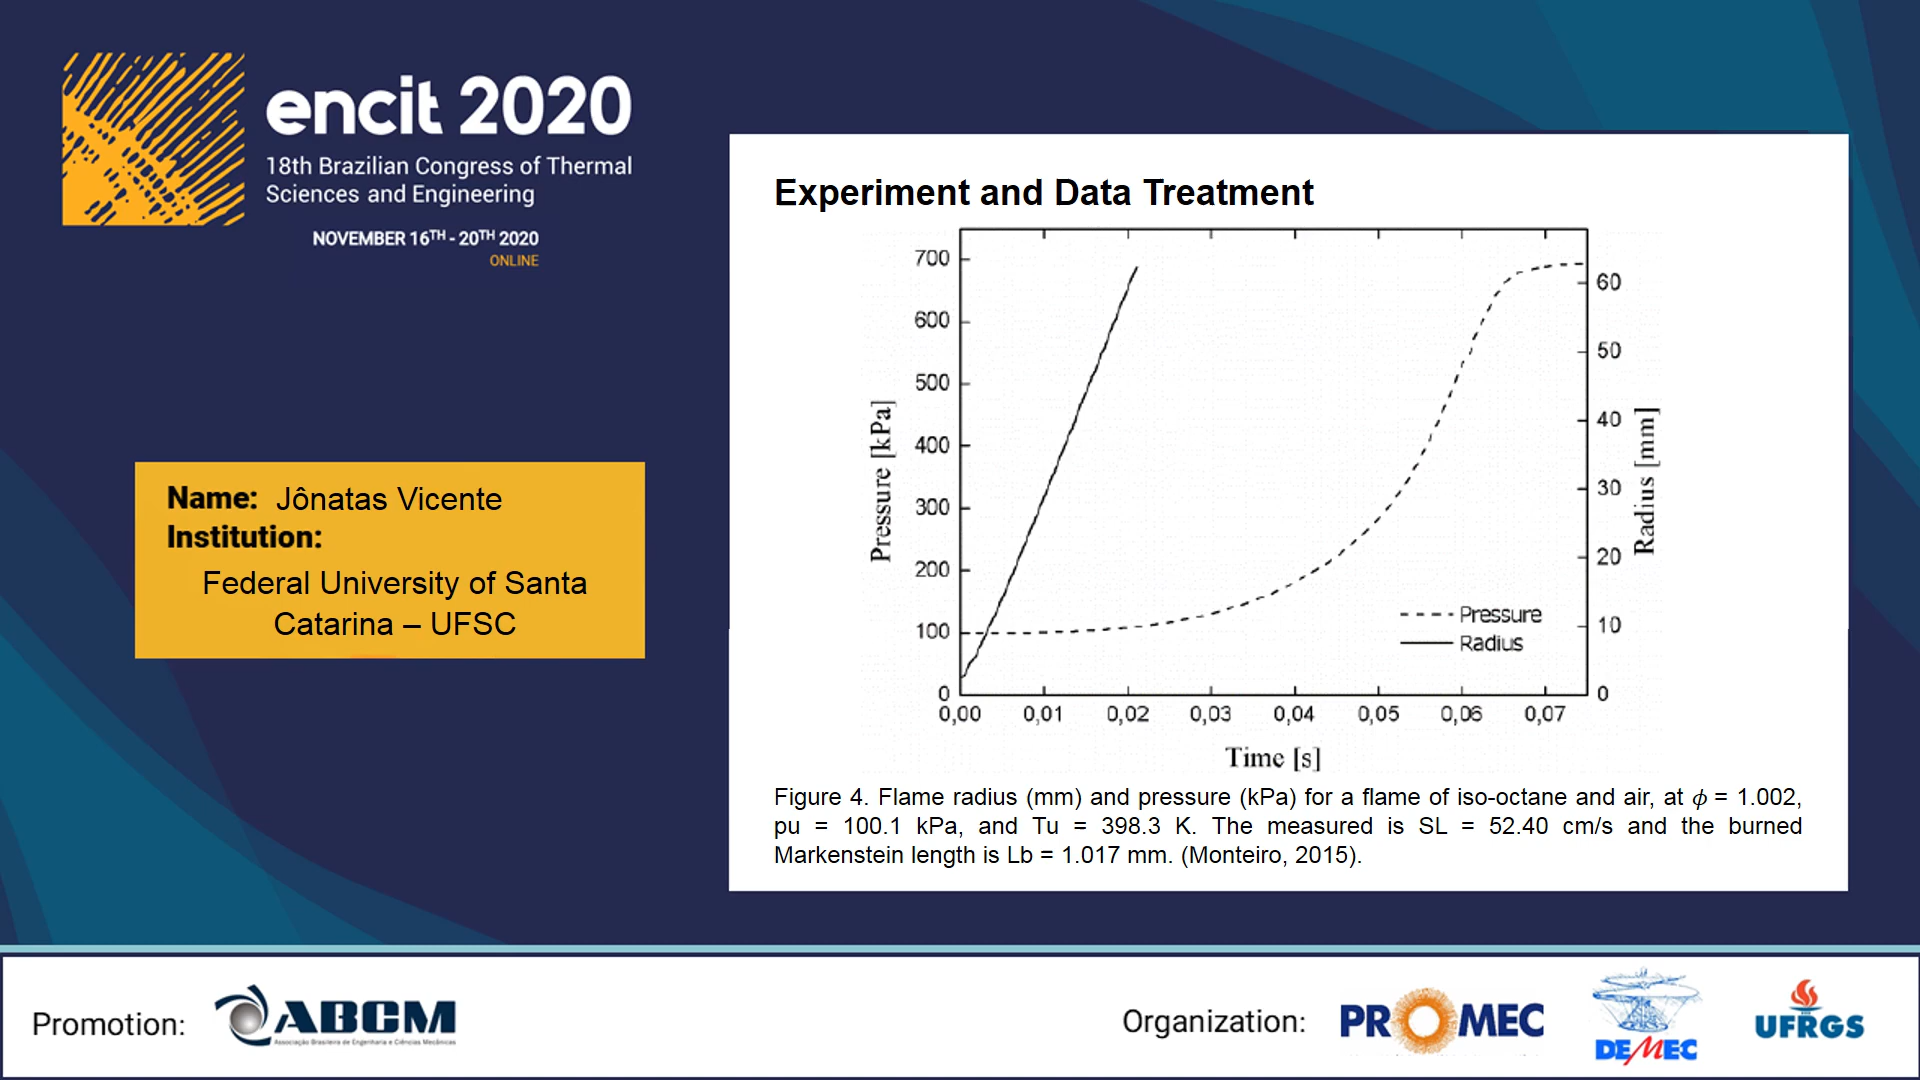 encit 2020
18th Brazilian Congress of Thermal
Sciences and Engineering
NOVEMBER 16TH - 20TH 2020
ONLINE
Name: Jônatas Vicente
Institution:
Federal University of Santa
Catarina – UFSC
Experiment and Data Treatment
700
600
500
400
300
200
100
0
Pressure [kPa]
60
50
40
30
20
10
0
Radius [mm]
Pressure
Radius
0,00 0,01 0,02 0,03 0,04 0,05 0,06 0,07
Time [s]
Figure 4. Flame radius (mm) and pressure (kPa) for a flame of iso-octane and air, at ϕ = 1.002,
pu = 100.1 kPa, and Tu = 398.3 K. The measured is SL = 52.40 cm/s and the burned
Markenstein length is Lb = 1.017 mm. (Monteiro, 2015).
Promotion:
ABCM
Associação Brasileira de Engenharia e Ciências Mecânicas
Organization:
PROMEC
DEMEC
UFRGS